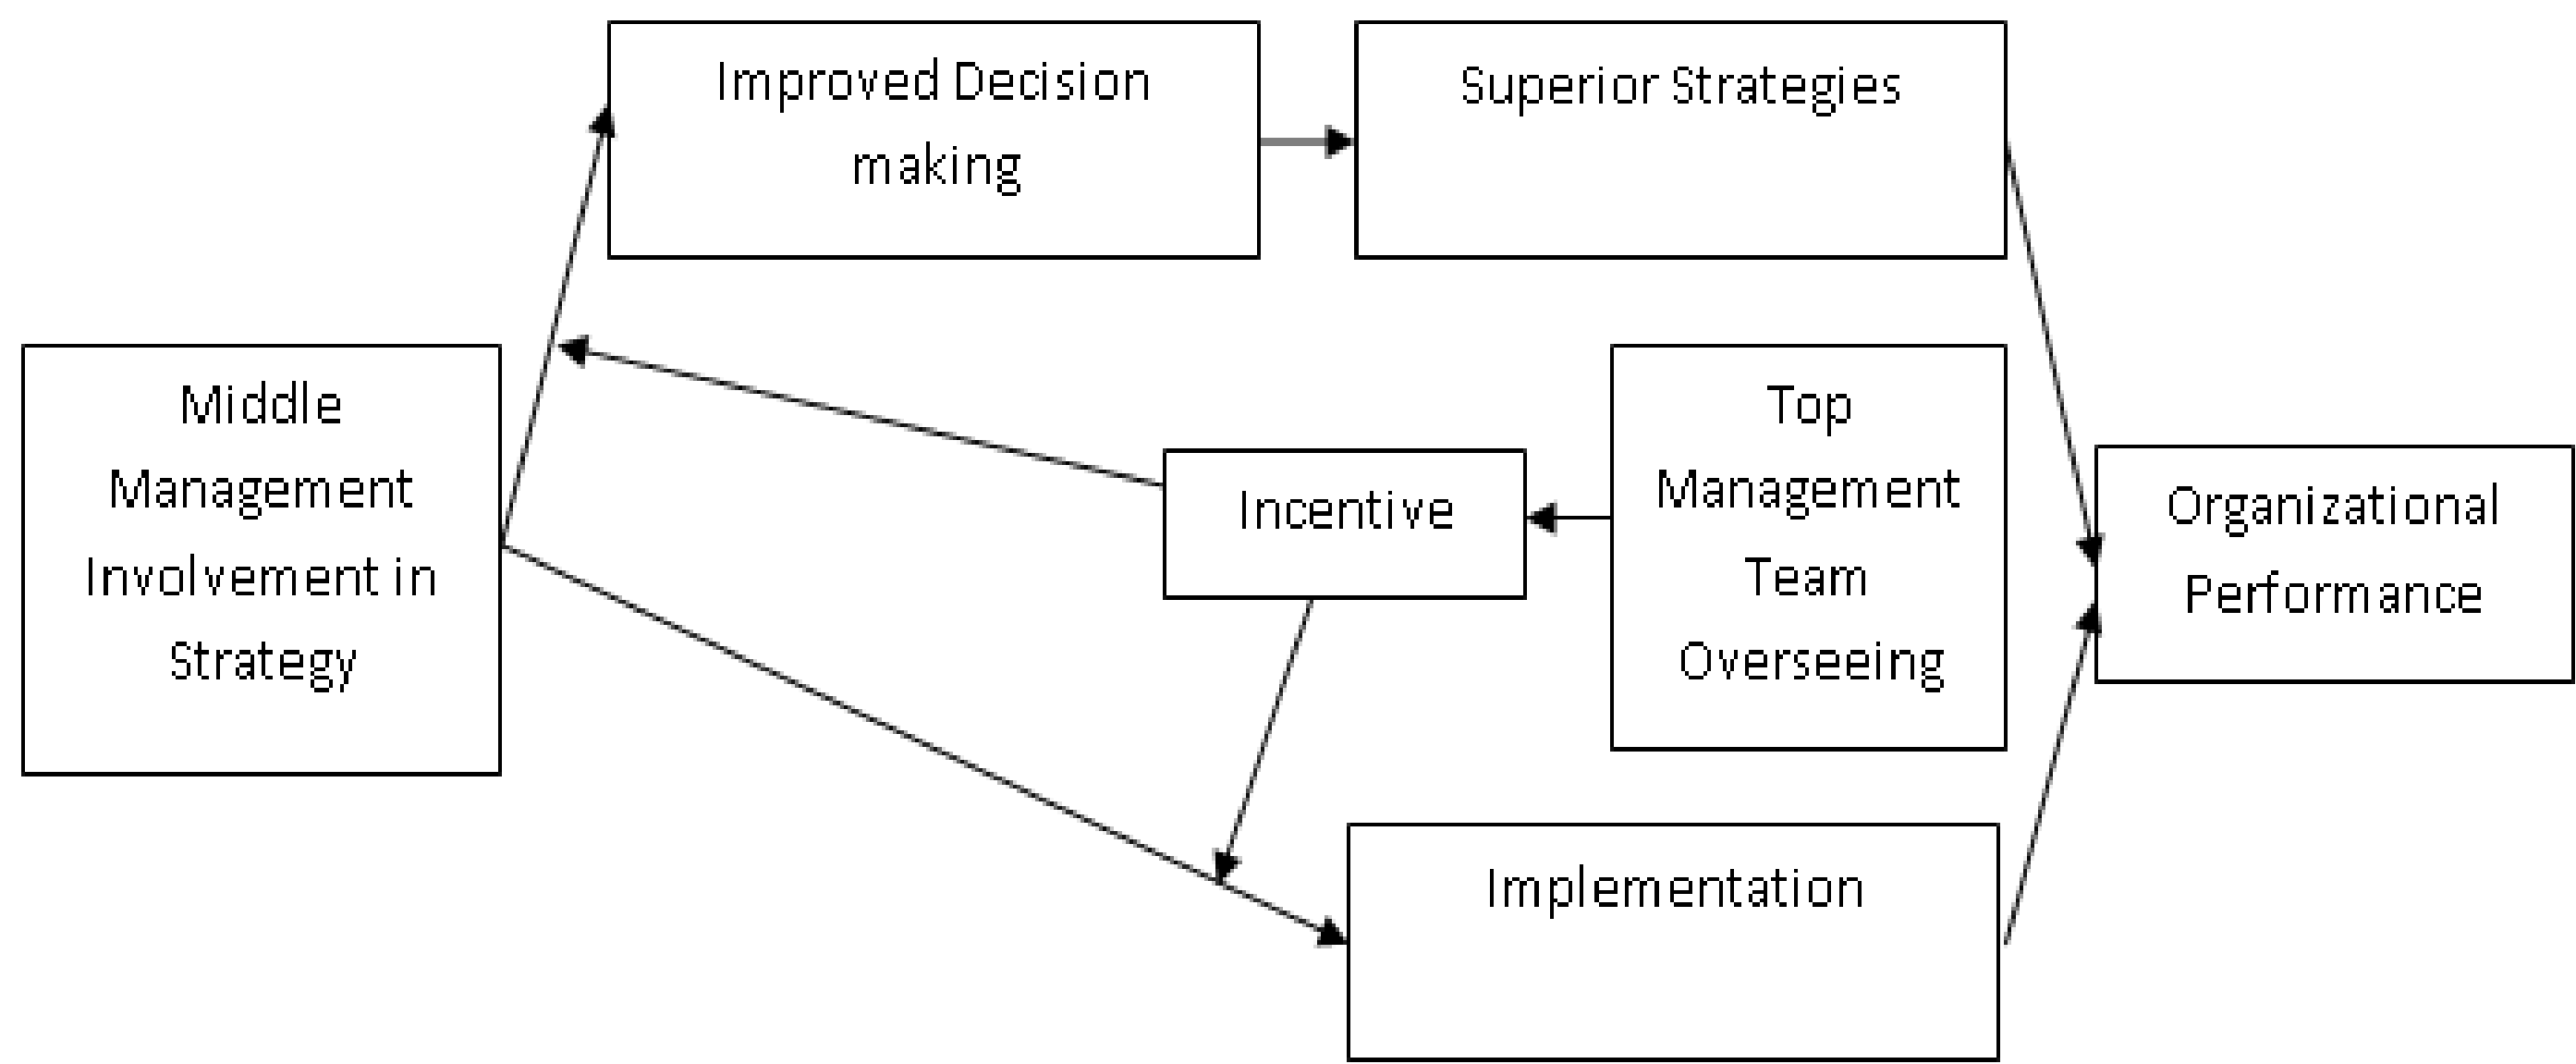 Improved Decision
making
Superior Strategies
Middle
Management
Involvement in
Strategy
Incentive
Top
Management
Team
Overseeing
Organizational
Performance
Implementation